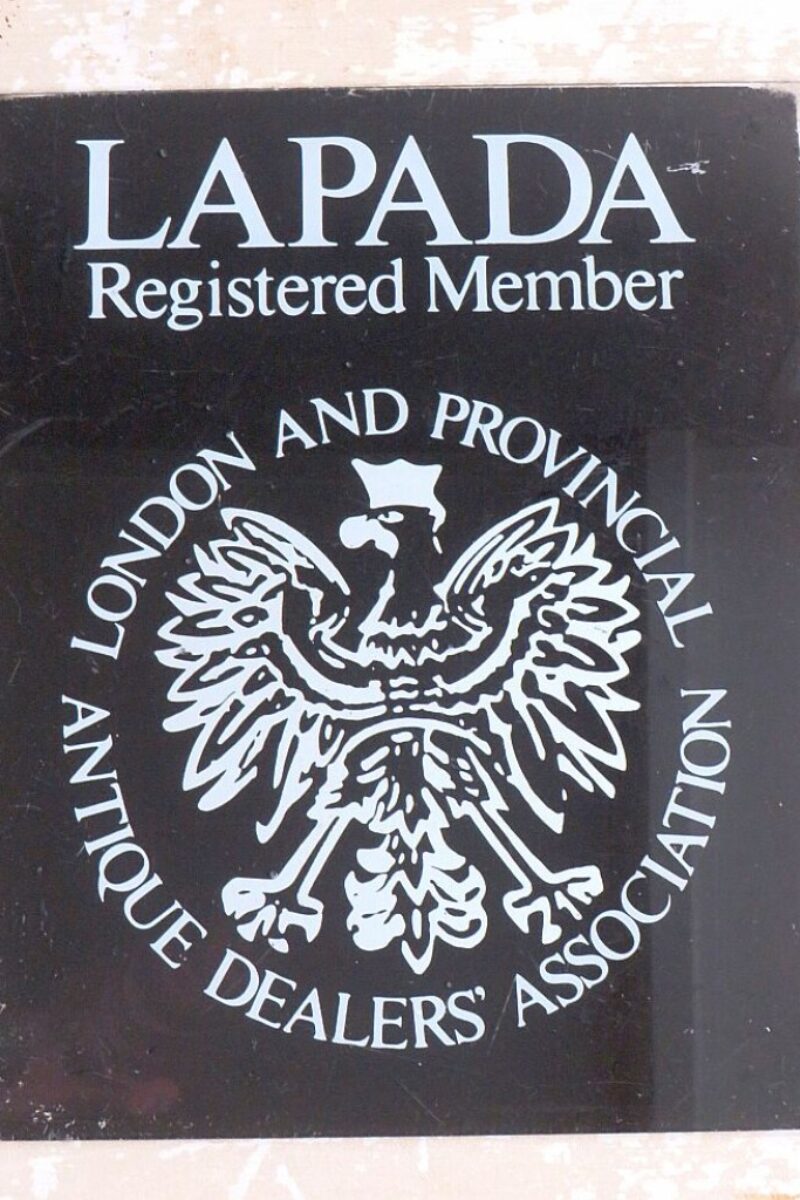 LAPADA
Registered Member
LONDON AND PROVINCIAL
ANTIQUE DEALERS' ASSOCIATION